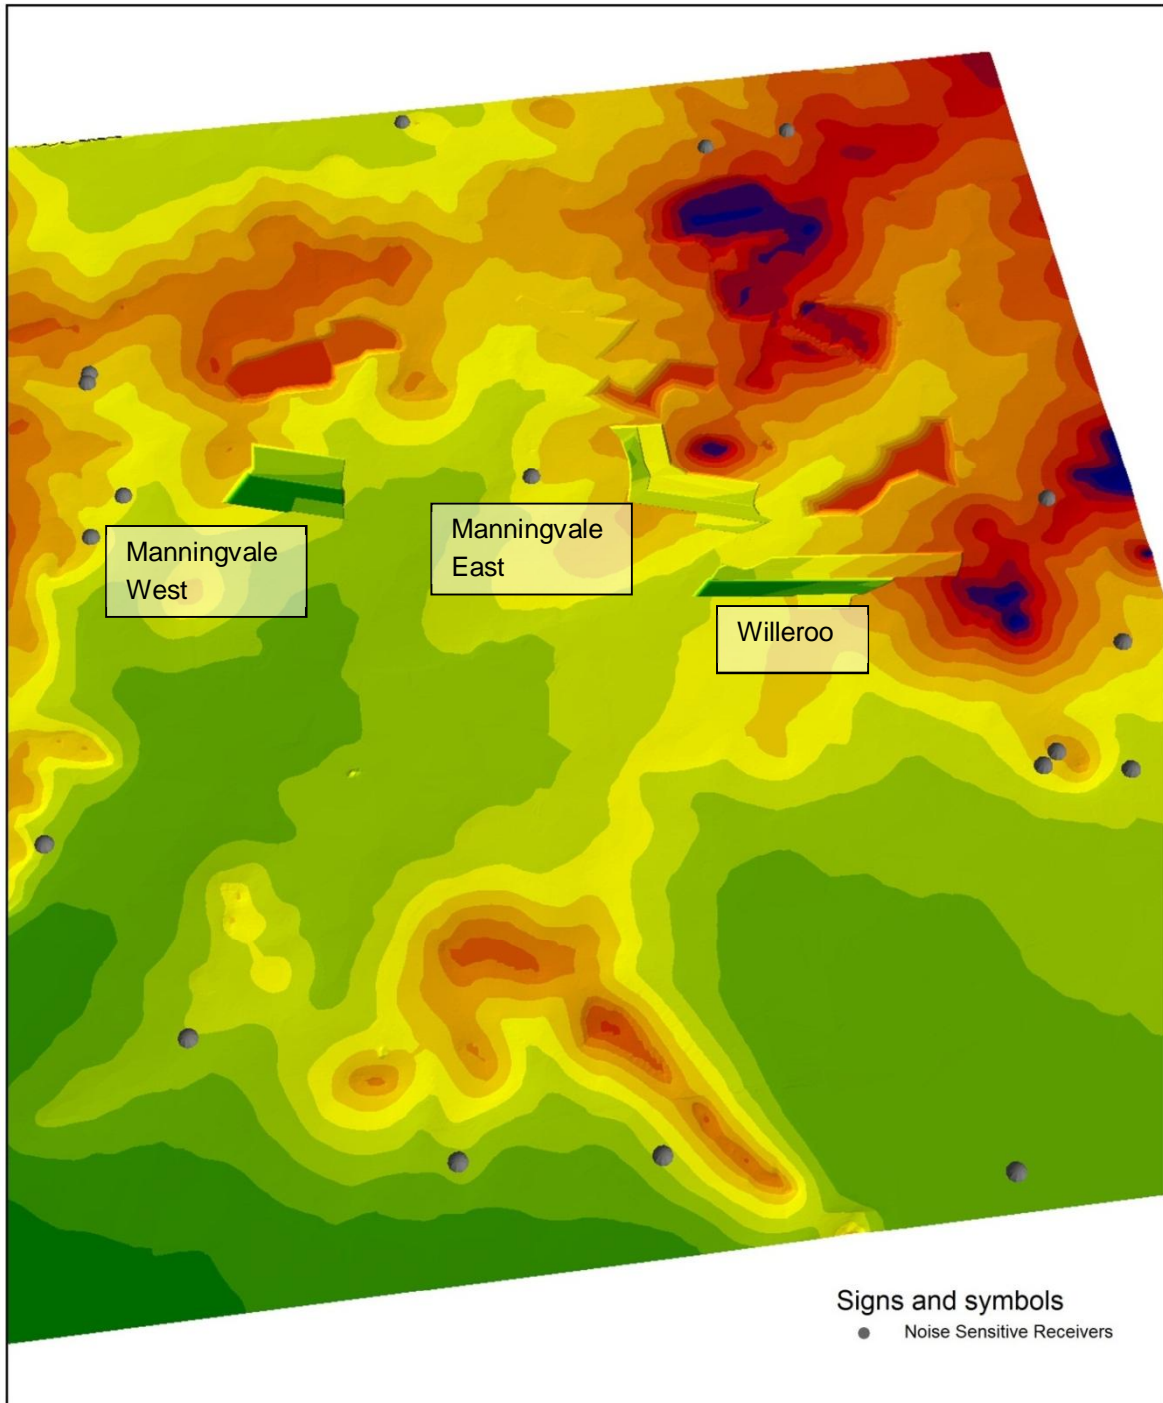 Manningvale
West
Manningvale
East
Willeroo
Signs and symbols
Noise Sensitive Receivers